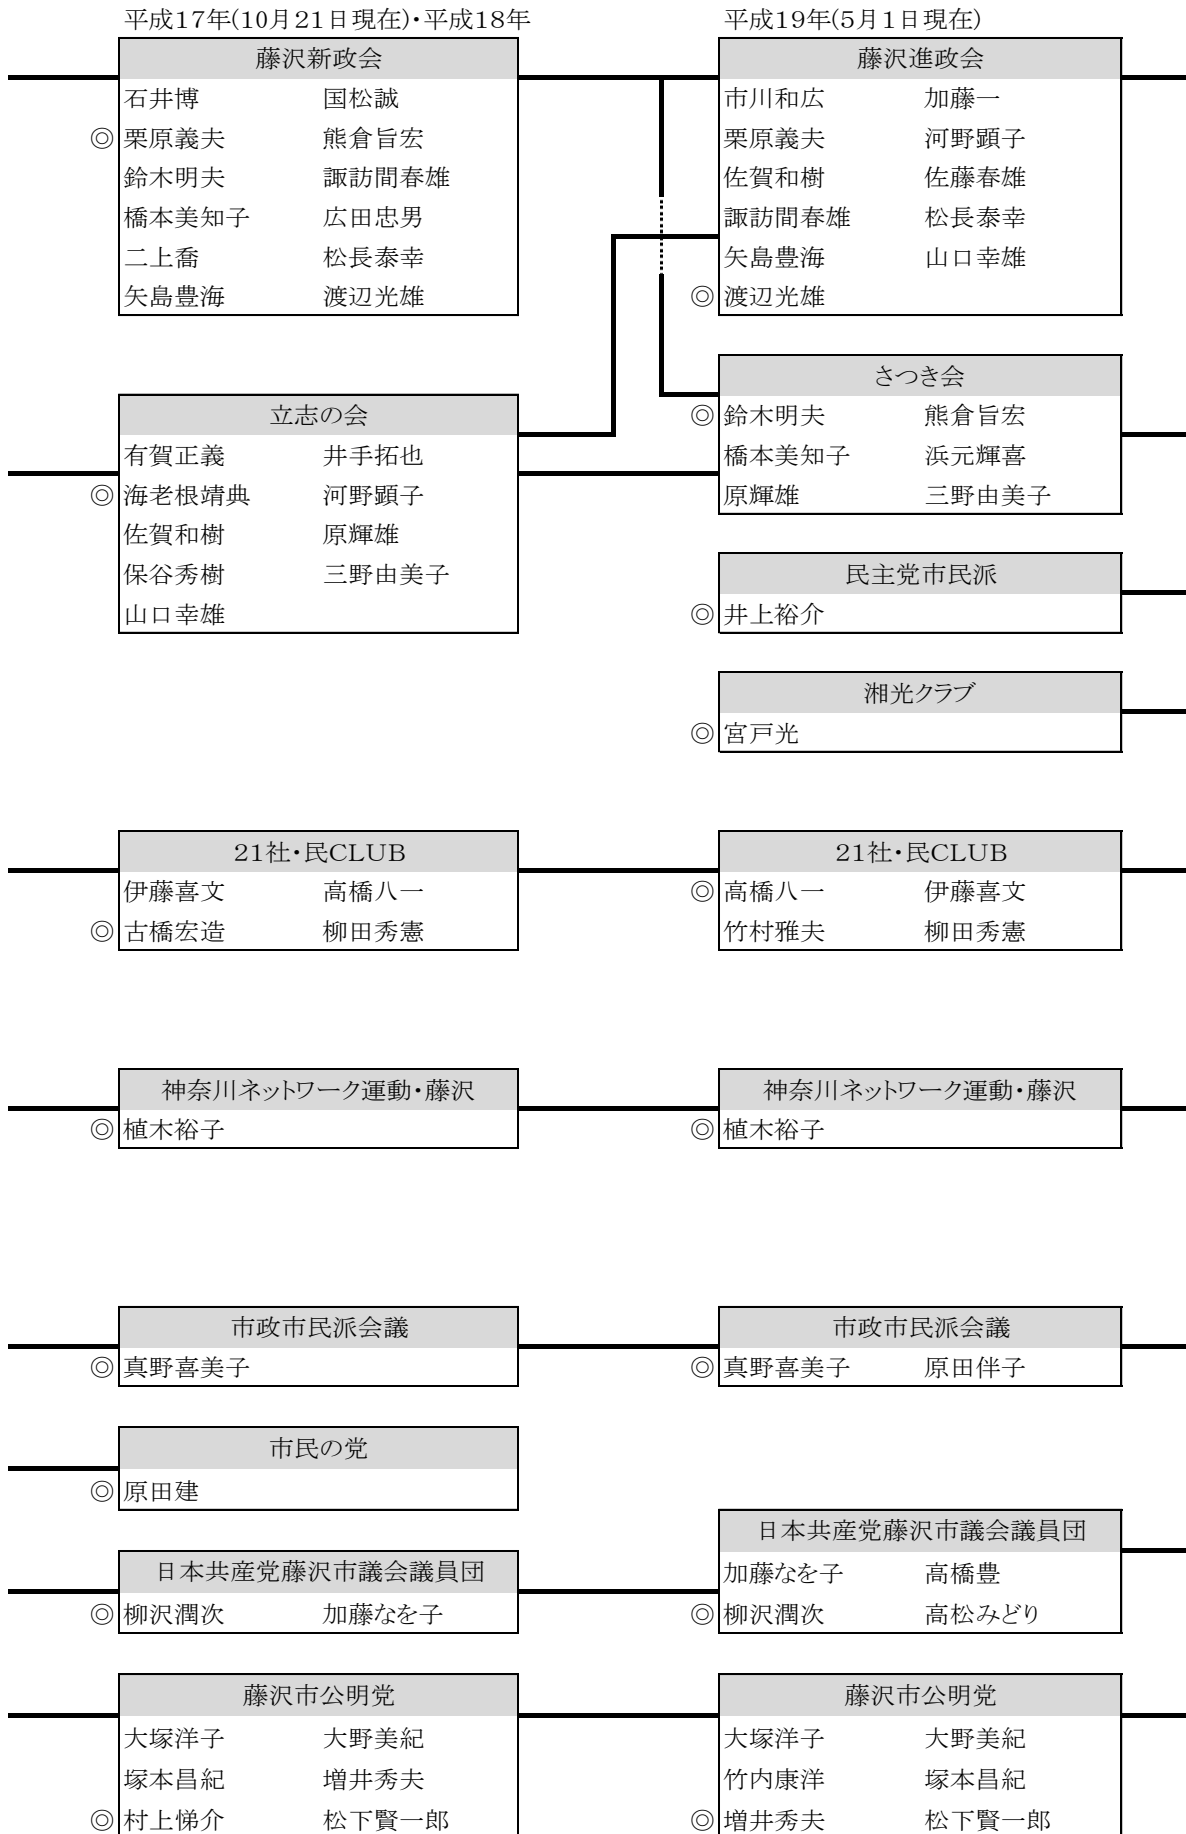 平成17年(10月21日現在)・平成18年
藤沢新政会
石井博 国松誠
◎ 栗原義夫 熊倉旨宏
鈴木明夫 諏訪間春雄
橋本美知子 広田忠男
二上喬 松長泰幸
矢島豊海 渡辺光雄
立志の会
有賀正義 井手拓也
◎ 海老根靖典 河野顕子
佐賀和樹 原輝雄
保谷秀樹 三野由美子
山口幸雄
21社・民CLUB
伊藤喜文 高橋八一
◎ 古橋宏造 柳田秀憲
神奈川ネットワーク運動・藤沢
◎ 植木裕子
市政市民派会議
◎ 真野喜美子
市民の党
◎ 原田建
日本共産党藤沢市議会議員団
◎ 柳沢潤次 加藤なを子
藤沢市公明党
大塚洋子 大野美紀
塚本昌紀 増井秀夫
◎ 村上悌介 松下賢一郎
平成19年(5月1日現在)
藤沢進政会
市川和広 加藤一
栗原義夫 河野顕子
佐賀和樹 佐藤春雄
諏訪間春雄 松長泰幸
矢島豊海 山口幸雄
◎ 渡辺光雄
さつき会
◎ 鈴木明夫 熊倉旨宏
橋本美知子 浜元輝喜
原輝雄 三野由美子
民主党市民派
◎ 井上裕介
湘光クラブ
◎ 宮戸光
21社・民CLUB
◎ 高橋八一 伊藤喜文
竹村雅夫 柳田秀憲
神奈川ネットワーク運動・藤沢
◎ 植木裕子
市政市民派会議
◎ 真野喜美子 原田伴子
日本共産党藤沢市議会議員団
加藤なを子 高橋豊
◎ 柳沢潤次 高松みどり
藤沢市公明党
大塚洋子 大野美紀
竹内康洋 塚本昌紀
◎ 増井秀夫 松下賢一郎